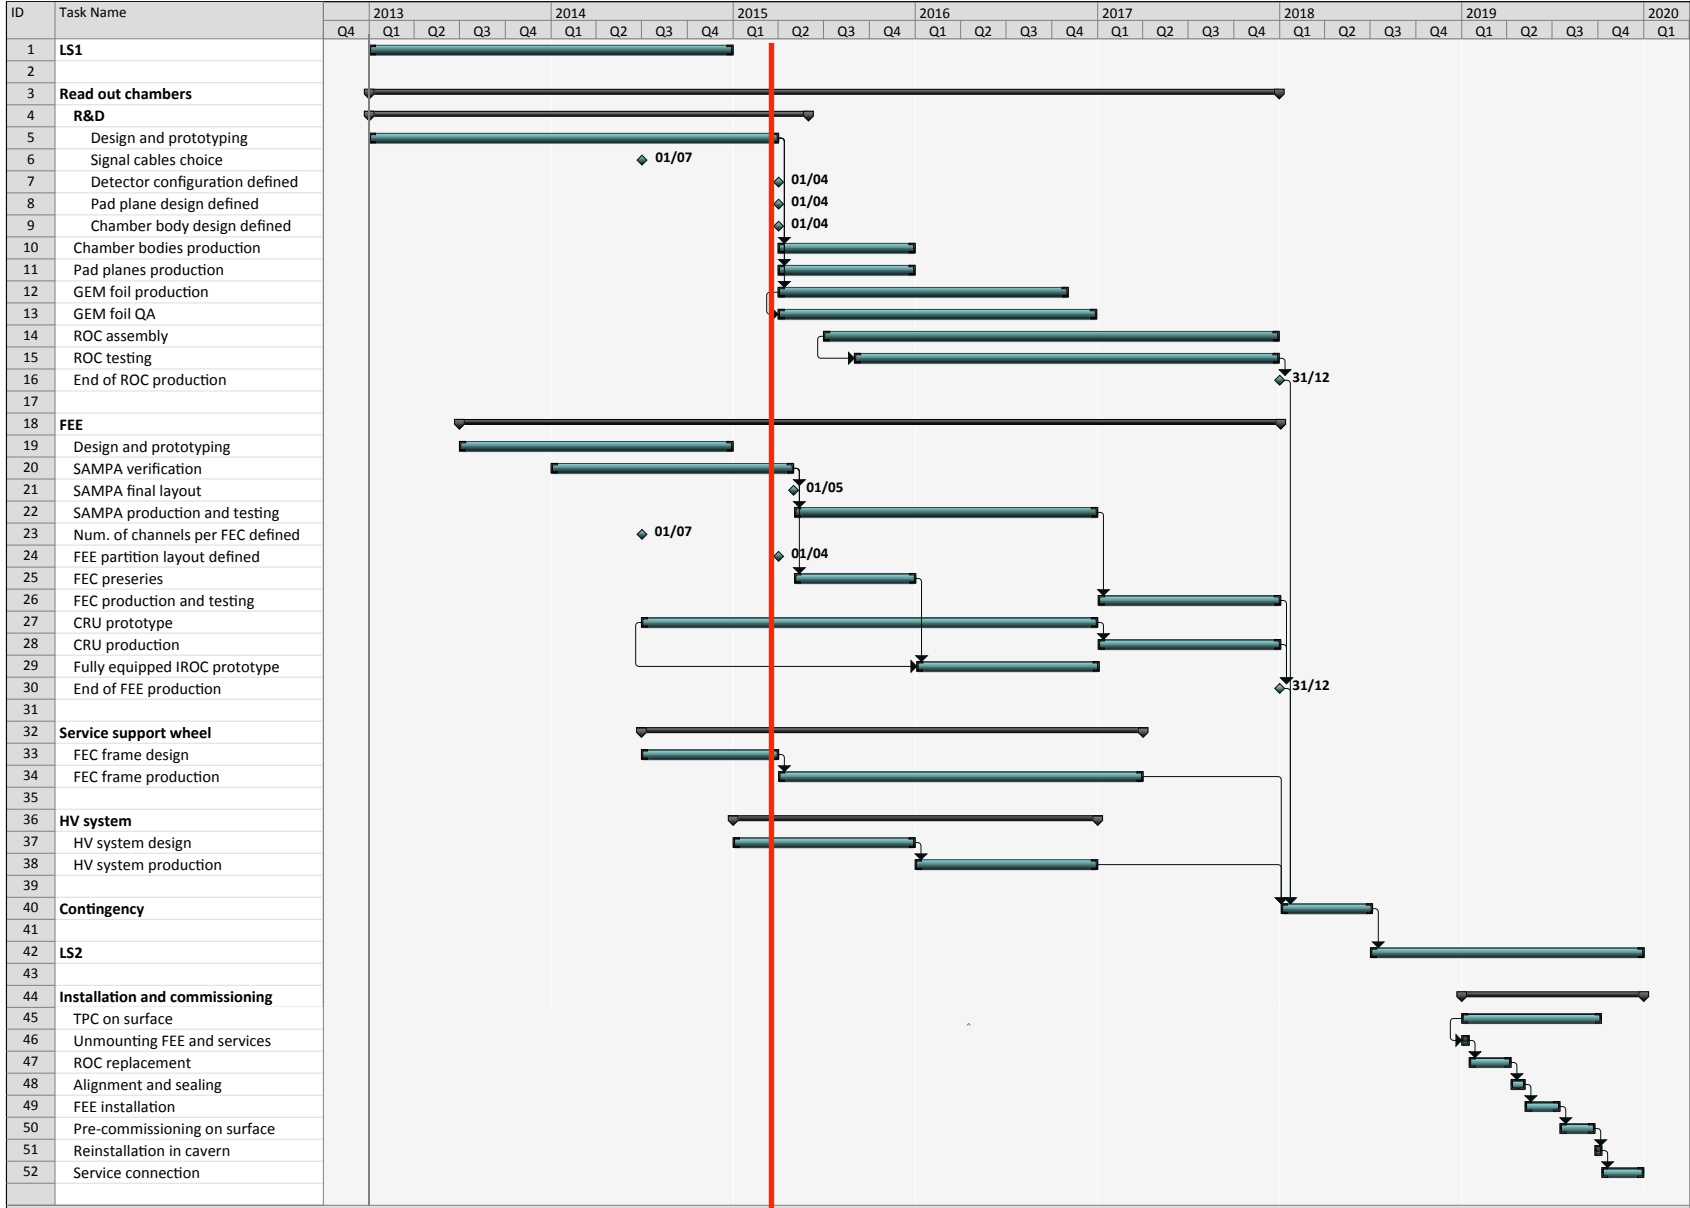 ID Task Name 2013 2014 2015 2016 2017 2018 2019 2020
Q4 Q1 Q2 Q3 Q4 Q1 Q2 Q3 Q4 Q1 Q2 Q3 Q4 Q1 Q2 Q3 Q4 Q1 Q2 Q3 Q4 Q1 Q2 Q3 Q4 Q1 Q2 Q3 Q4 Q1
1 LS1
2
3 Read out chambers
4 R&D
5 Design and prototyping
6 Signal cables choice 01/07
7 Detector configuration defined 01/04
8 Pad plane design defined 01/04
9 Chamber body design defined 01/04
10 Chamber bodies production
11 Pad planes production
12 GEM foil production
13 GEM foil QA
14 ROC assembly
15 ROC testing
16 End of ROC production 31/12
17
18 FEE
19 Design and prototyping
20 SAMPA verification
21 SAMPA final layout 01/05
22 SAMPA production and testing
23 Num. of channels per FEC defined 01/07
24 FEE partition layout defined 01/04
25 FEC preseries
26 FEC production and testing
27 CRU prototype
28 CRU production
29 Fully equipped IROC prototype
30 End of FEE production 31/12
31
32 Service support wheel
33 FEC frame design
34 FEC frame production
35
36 HV system
37 HV system design
38 HV system production
39
40 Contingency
41
42 LS2
43
44 Installation and commissioning
45 TPC on surface
46 Unmounting FEE and services
47 ROC replacement
48 Alignment and sealing
49 FEE installation
50 Pre-commissioning on surface
51 Reinstallation in cavern
52 Service connection